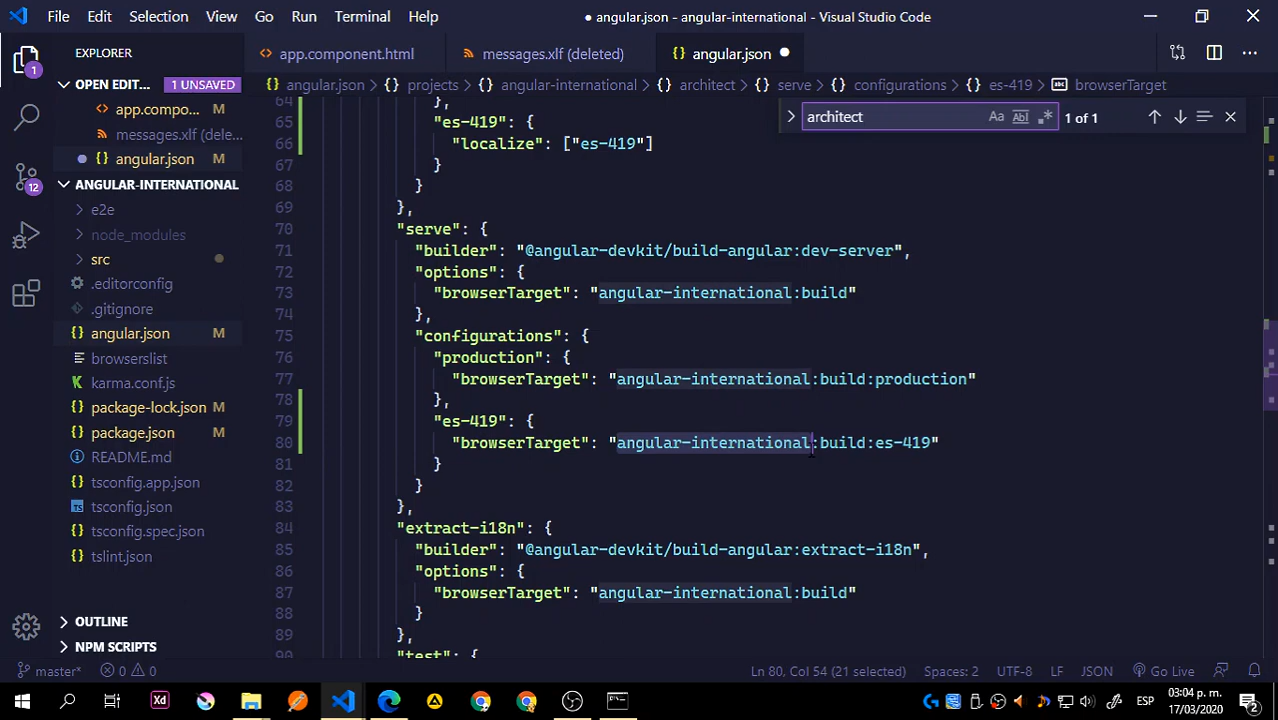 File Edit Selection View Go Run Terminal Help
● angular.json - angular-international - Visual Studio Code
EXPLORER
1
12
OPEN EDIT... 1 UNSAVED
app.compo... M
messages.xlf (dele...
angular.json M
ANGULAR-INTERNATIONAL
e2e
node_modules
src
.editorconfig
.gitignore
angular.json M
browserslist
karma.conf.js
package-lock.json M
package.json M
README.md
tsconfig.app.json
tsconfig.json
tsconfig.spec.json
tslint.json
OUTLINE
NPM SCRIPTS
app.component.html messages.xlf (deleted) angular.json
angular.json > projects > angular-international > architect > serve > configurations > es-419 > browserTarget
architect Aa Abl .* 1 of 1
64 },
65 "es-419": {
66 "localize": ["es-419"]
67 }
68 }
69 },
70 "serve": {
71 "builder": "@angular-devkit/build-angular:dev-server",
72 "options": {
73 "browserTarget": "angular-international:build"
74 },
75 "configurations": {
76 "production": {
77 "browserTarget": "angular-international:build:production"
78 },
79 "es-419": {
80 "browserTarget": "angular-international:build:es-419"
81 }
82 }
83 },
84 "extract-i18n": {
85 "builder": "@angular-devkit/build-angular:extract-i18n",
86 "options": {
87 "browserTarget": "angular-international:build"
88 }
89 },
90 "test": {
master* 0 0 Ln 80, Col 54 (21 selected) Spaces: 2 UTF-8 LF JSON Go Live
Xd
ESP
03:04 p. m.
17/03/2020
2